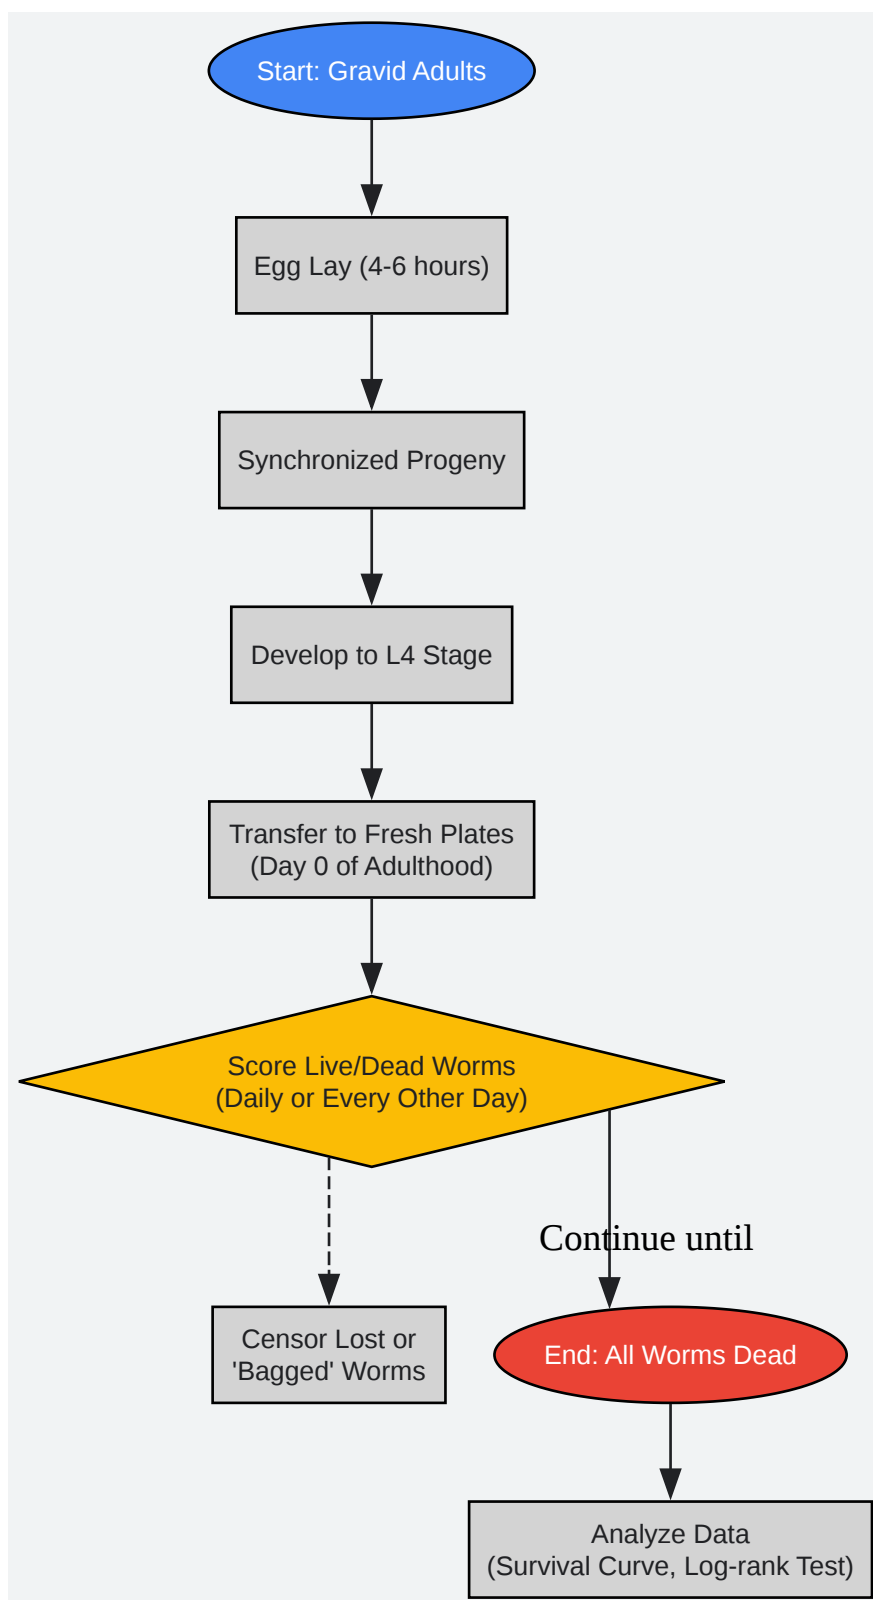 Start: Gravid Adults
Egg Lay (4-6 hours)
Synchronized Progeny
Develop to L4 Stage
Transfer to Fresh Plates
(Day 0 of Adulthood)
Score Live/Dead Worms
(Daily or Every Other Day)
Continue until
Censor Lost or
'Bagged' Worms
End: All Worms Dead
Analyze Data
(Survival Curve, Log-rank Test)